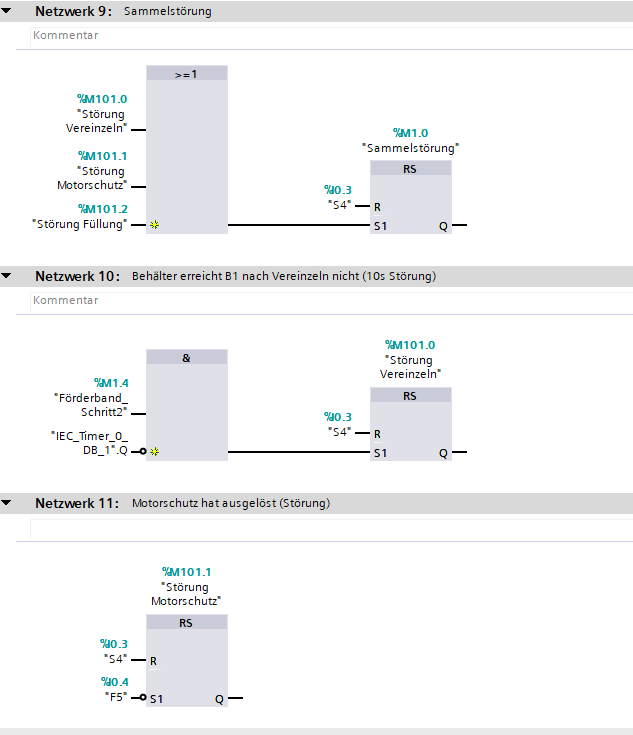 Netzwerk 9: Sammelstörung
Kommentar
>=1
%M101.0
"Störung
Vereinzeln"
%M101.1
"Störung
Motorschutz"
%M101.2
"Störung Füllung"
%M1.0
"Sammelstörung"
RS
%I0.3
"S4"
R
S1
Q
Netzwerk 10: Behälter erreicht B1 nach Vereinzeln nicht (10s Störung)
Kommentar
&
%M1.4
"Förderband_
Schritt2"
"IEC_Timer_0_
DB_1".Q
%M101.0
"Störung
Vereinzeln"
RS
%I0.3
"S4"
R
S1
Q
Netzwerk 11: Motorschutz hat ausgelöst (Störung)
%M101.1
"Störung
Motorschutz"
RS
%I0.3
"S4"
R
%I0.4
"F5"
S1
Q